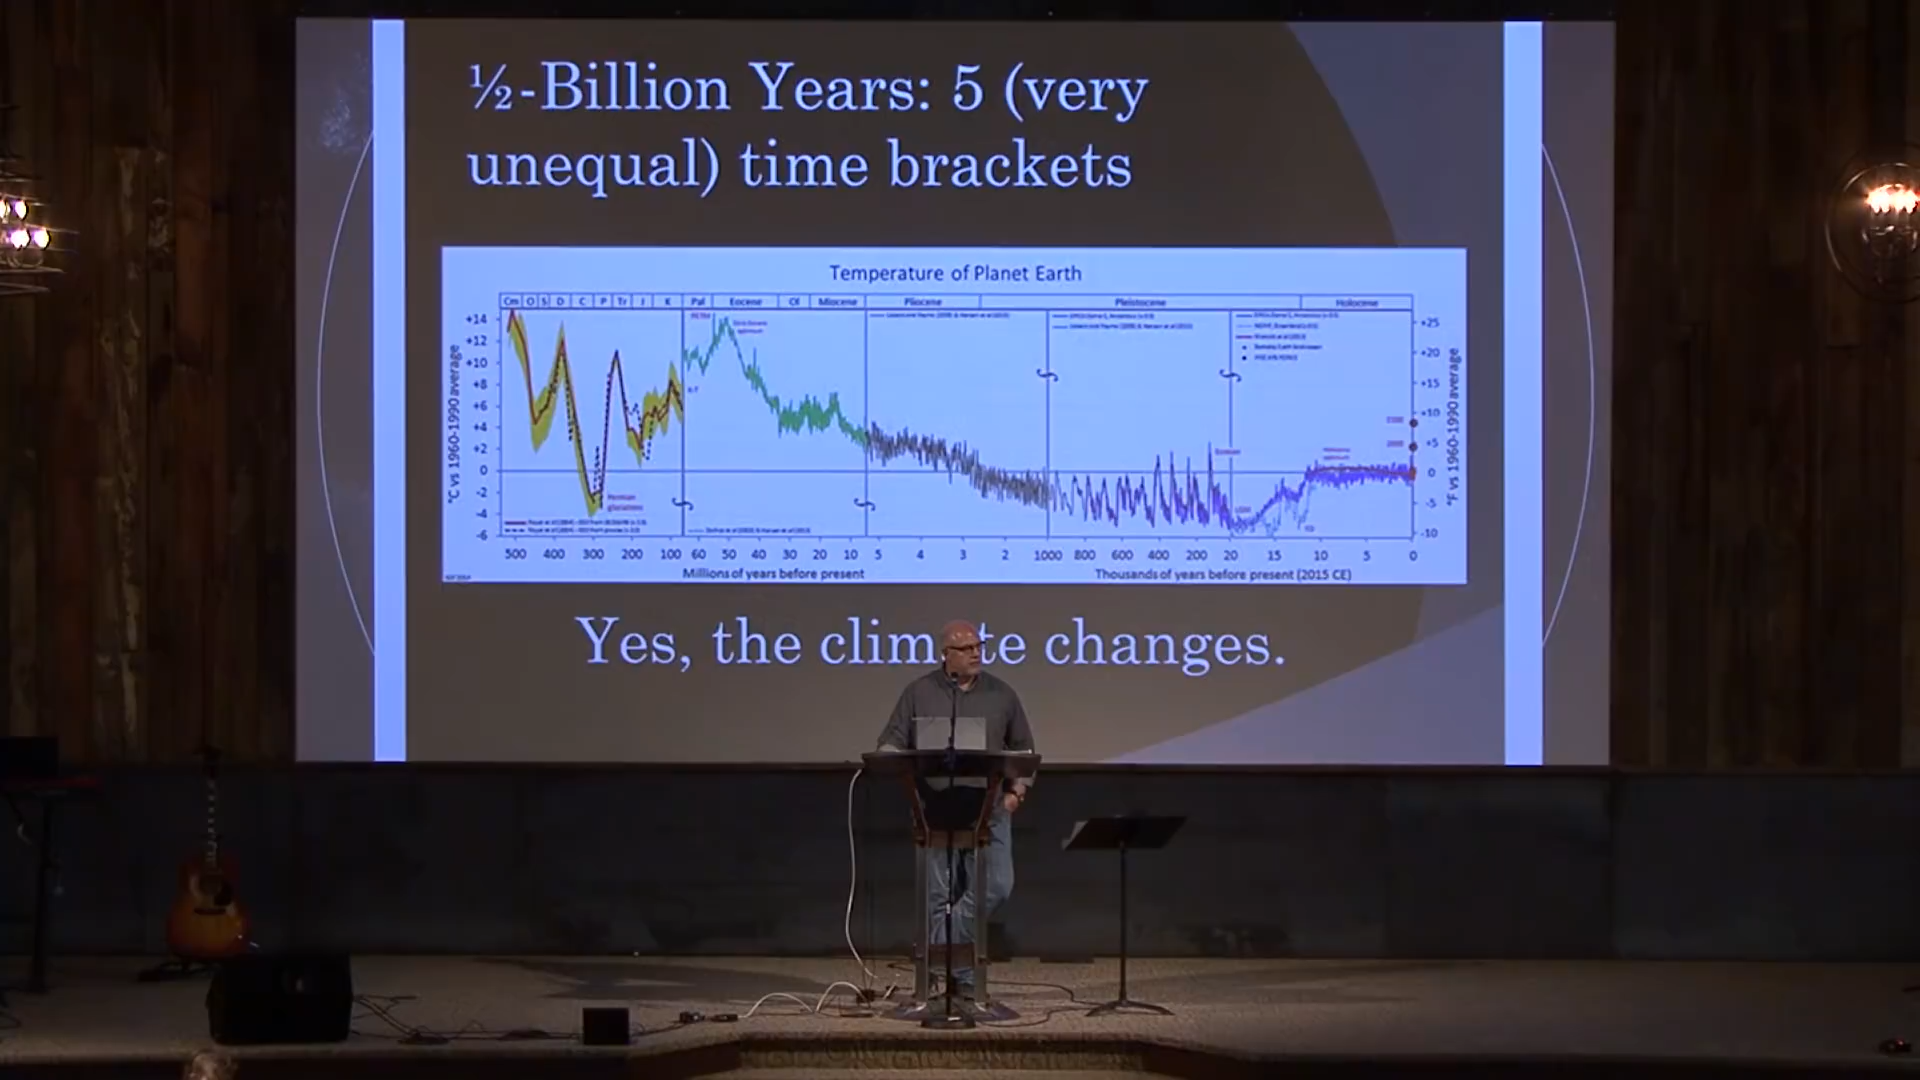 ½-Billion Years: 5 (very
unequal) time brackets
Temperature of Planet Earth
Cm O S D C P Tr J K Pal Eocene Ol Miocene Pliocene Pleistocene Holocene
+14
+12
+10
+8
+6
+4
+2
0
-2
-4
-6
°C vs 1960-1990 average
+25
+20
+15
+10
+5
0
-5
-10
°F vs 1960-1990 average
PETM
optimum
K-T
Permian
Eemian
500 400 300 200 100 60 50 40 30 20 10 5 4 3 2 1000 800 600 400 200 20 15 10 5 0
Millions of years before present
Thousands of years before present (2015 CE)
Yes, the clim te changes.